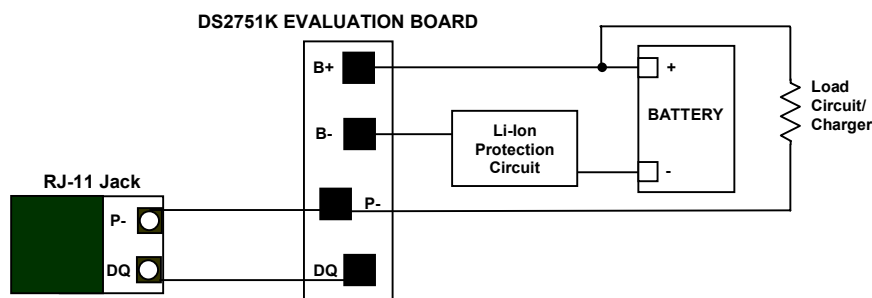 DS2751K EVALUATION BOARD
B+
+
BATTERY
Load
Circuit/
Charger
B-
Li-Ion
Protection
Circuit
-
RJ-11 Jack
P-
P-
DQ
DQ